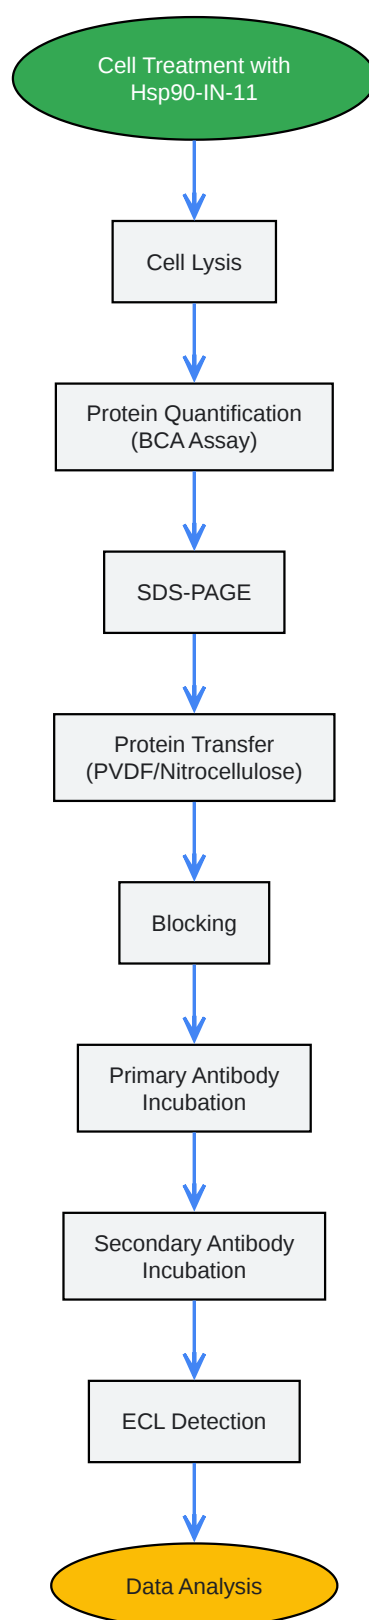 Cell Treatment with
Hsp90-IN-11
Cell Lysis
Protein Quantification
(BCA Assay)
SDS-PAGE
Protein Transfer
(PVDF/Nitrocellulose)
Blocking
Primary Antibody
Incubation
Secondary Antibody
Incubation
ECL Detection
Data Analysis